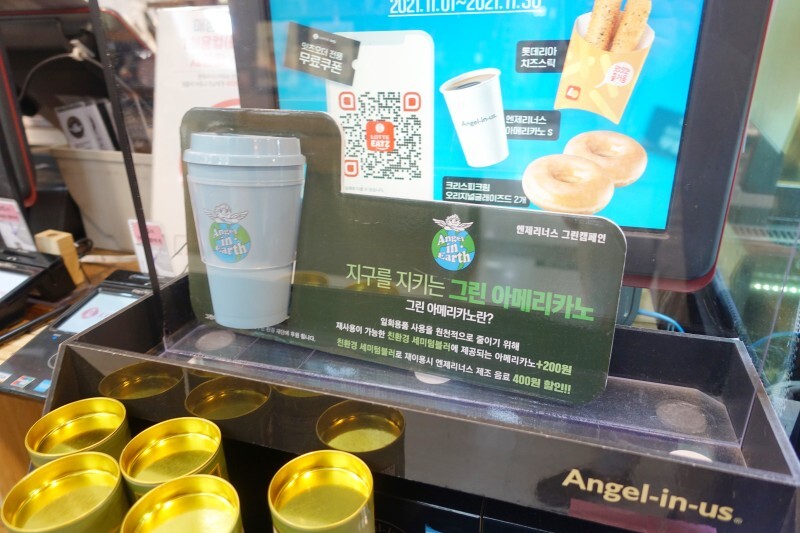 2021.11.01~2021.11.30
잇츠오더 전용
무료쿠폰
LOTTE
EATZ
롯데리아
치즈스틱
Angel-in-us
엔제리너스
아메리카노 S
크리스피크림
오리지널글레이즈드 2개
Angel
in
Earth
Angel
in
Earth
엔제리너스 그린캠페인
지구를 지키는 그린 아메리카노
그린 아메리카노란?
일회용품 사용을 원천적으로 줄이기 위해
재사용이 가능한 친환경 세미텀블러에 제공되는 아메리카노+200원
친환경 세미텀블러로 재이용시 엔제리너스 제조 음료 400원 할인!!
Angel-in-us®